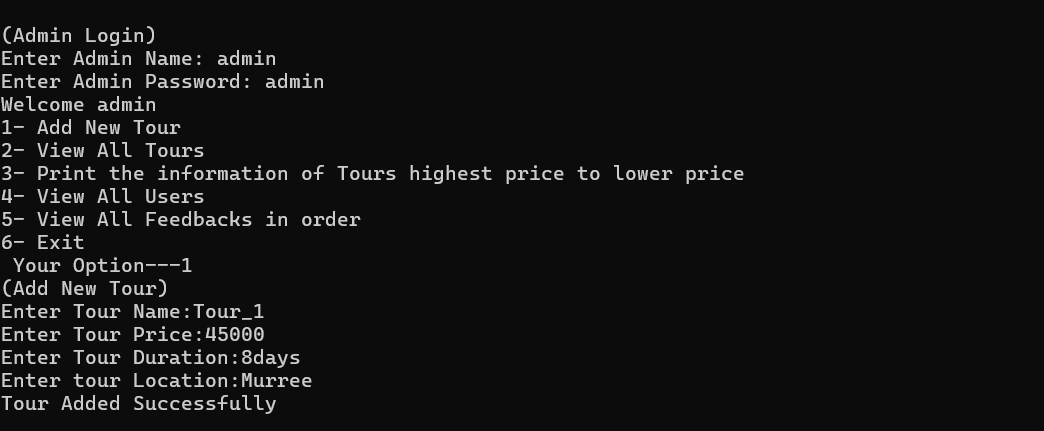 (Admin Login)
Enter Admin Name: admin
Enter Admin Password: admin
Welcome admin
1- Add New Tour
2- View All Tours
3- Print the information of Tours highest price to lower price
4- View All Users
5- View All Feedbacks in order
6- Exit
 Your Option---1
(Add New Tour)
Enter Tour Name:Tour_1
Enter Tour Price:45000
Enter Tour Duration:8days
Enter tour Location:Murree
Tour Added Successfully